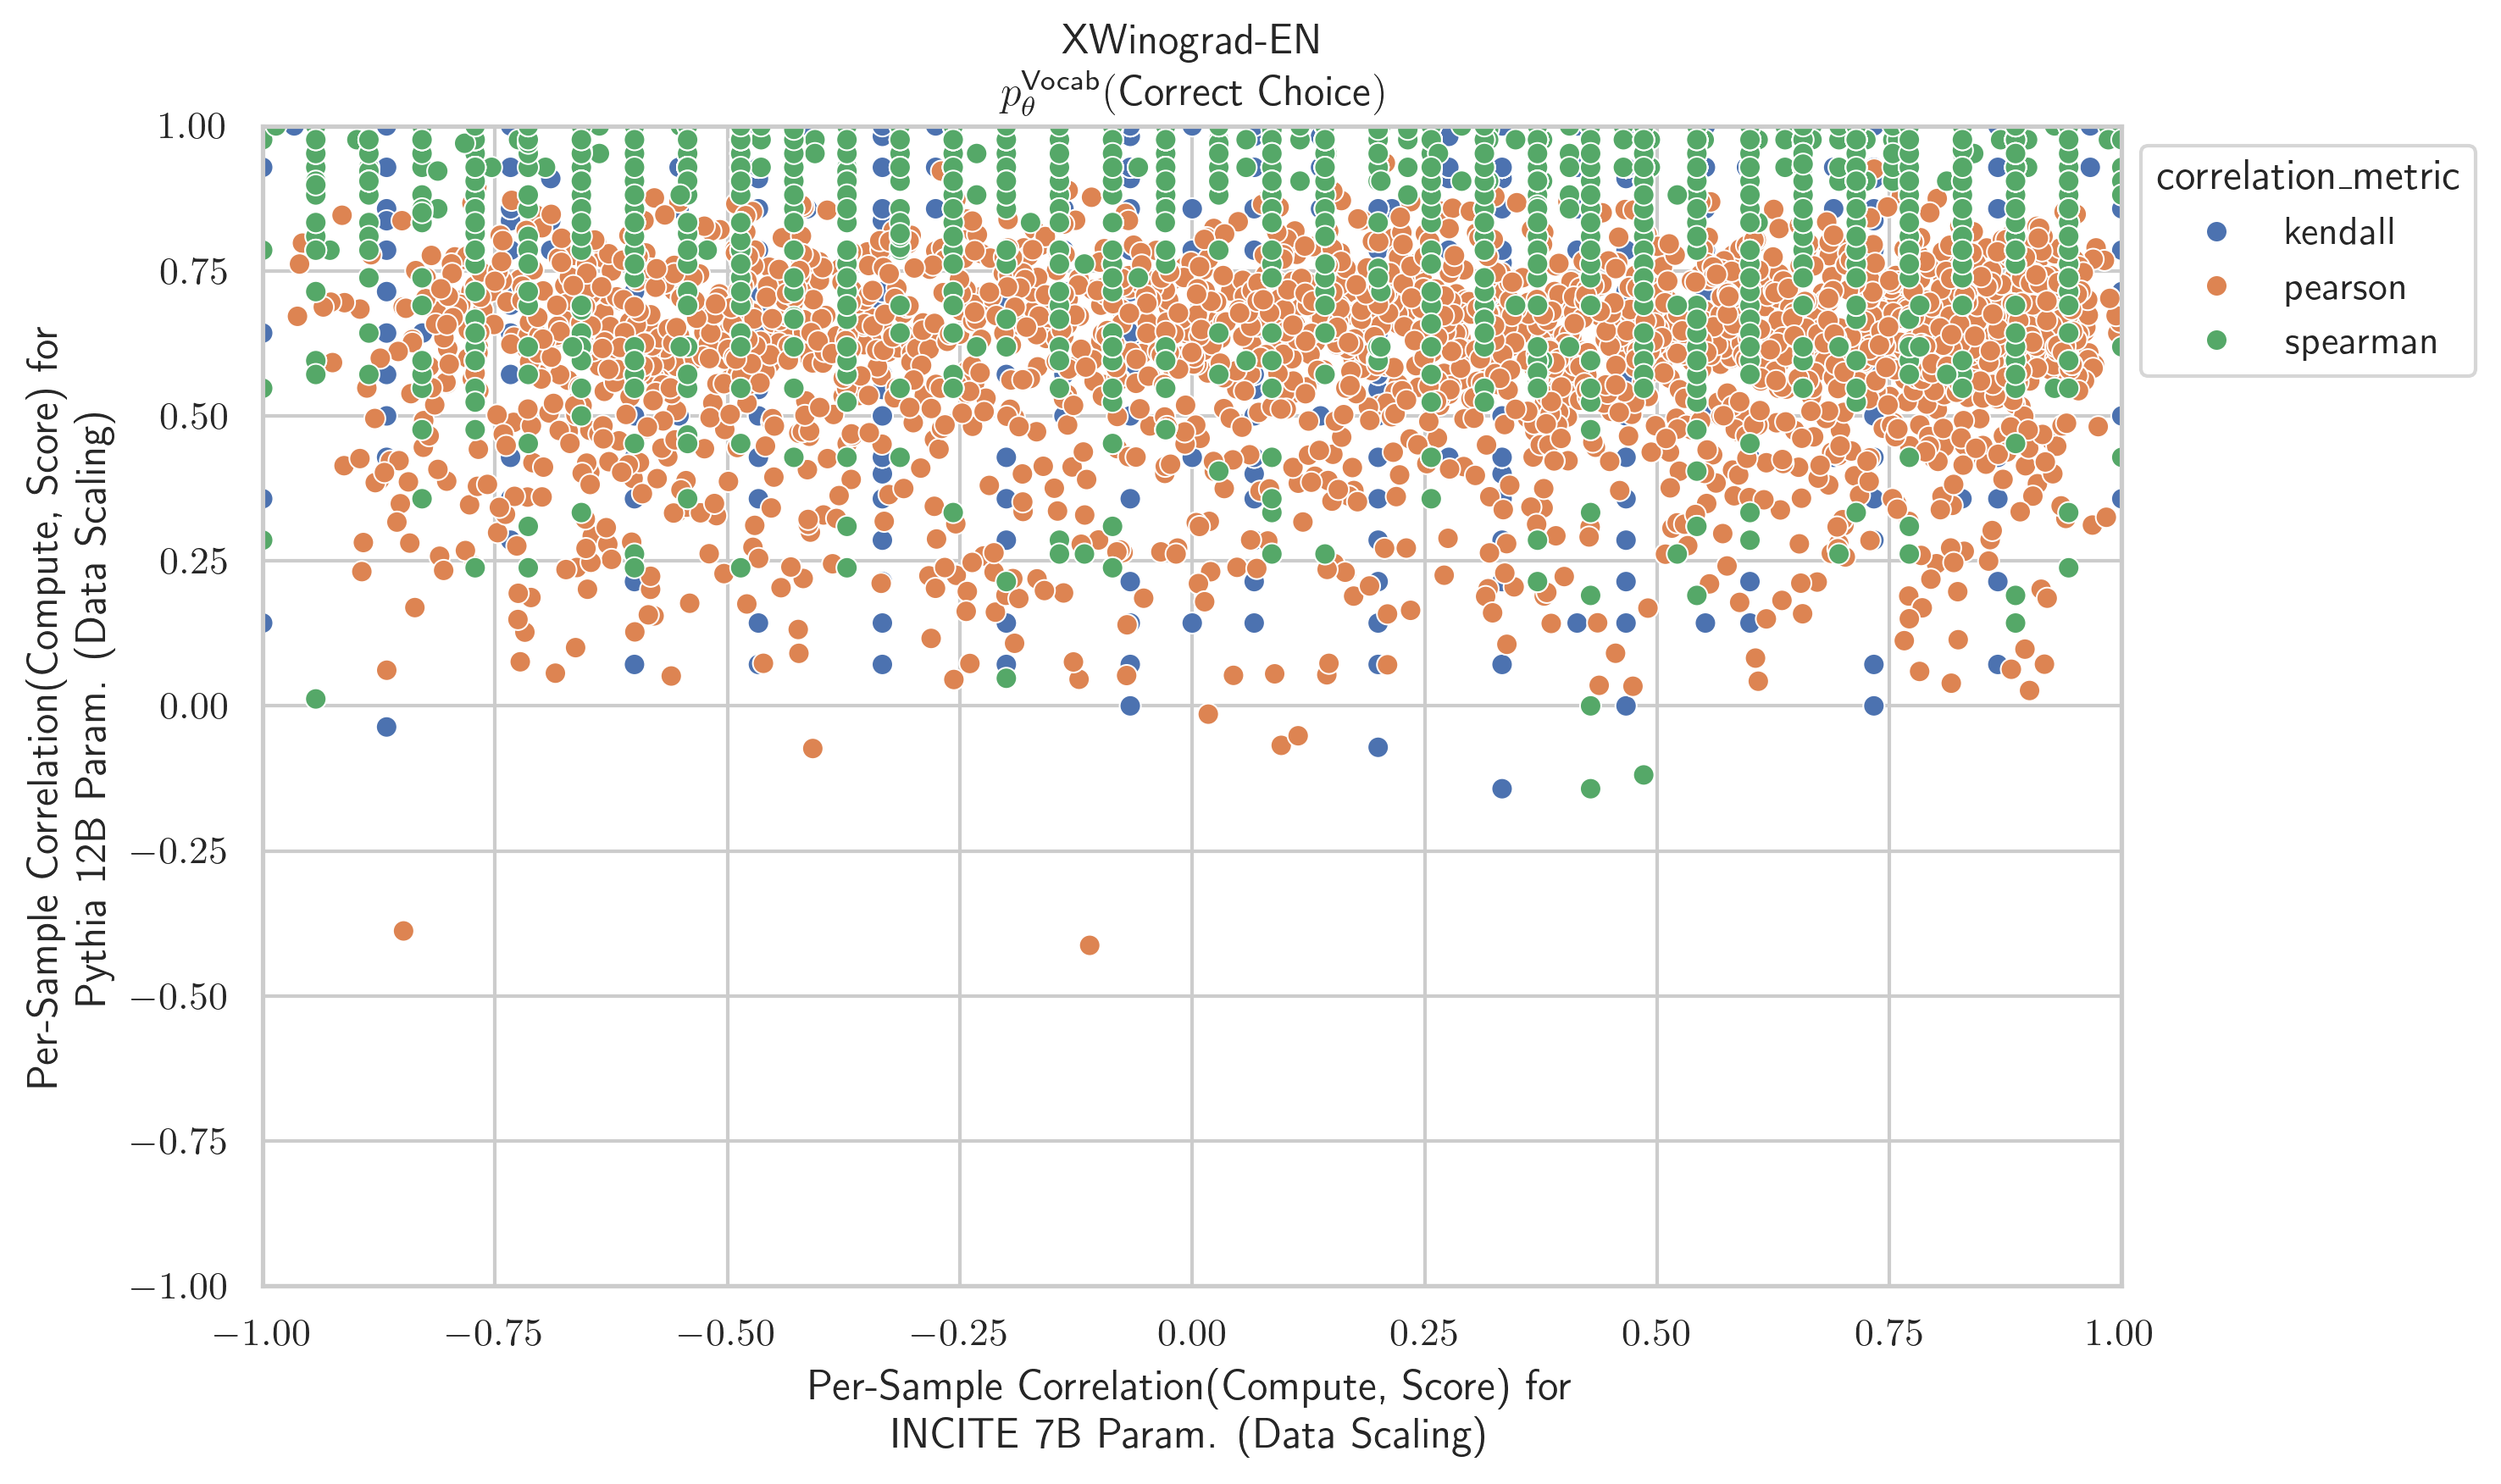 XWinograd-EN
p_θ^Vocab(Correct Choice)
1.00
0.75
0.50
0.25
0.00
−0.25
−0.50
−0.75
−1.00
Per-Sample Correlation(Compute, Score) for
Pythia 12B Param. (Data Scaling)
correlation_metric
kendall
pearson
spearman
−1.00 −0.75 −0.50 −0.25 0.00 0.25 0.50 0.75 1.00
Per-Sample Correlation(Compute, Score) for
INCITE 7B Param. (Data Scaling)